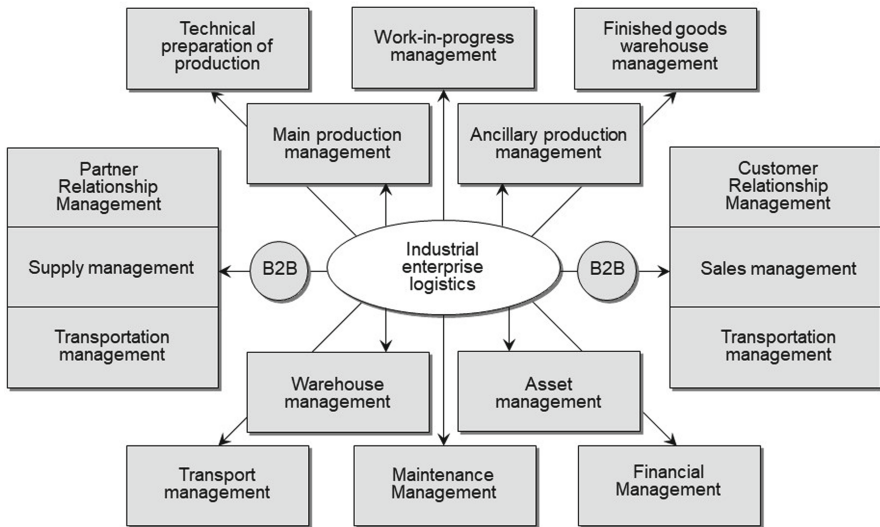 Technical
preparation of
production
Work-in-progress
management
Finished goods
warehouse
management
Main production
management
Ancillary production
management
Partner
Relationship
Management
Supply management
Transportation
management
B2B
Industrial
enterprise
logistics
B2B
Customer
Relationship
Management
Sales management
Transportation
management
Warehouse
management
Asset
management
Transport
management
Maintenance
Management
Financial
Management